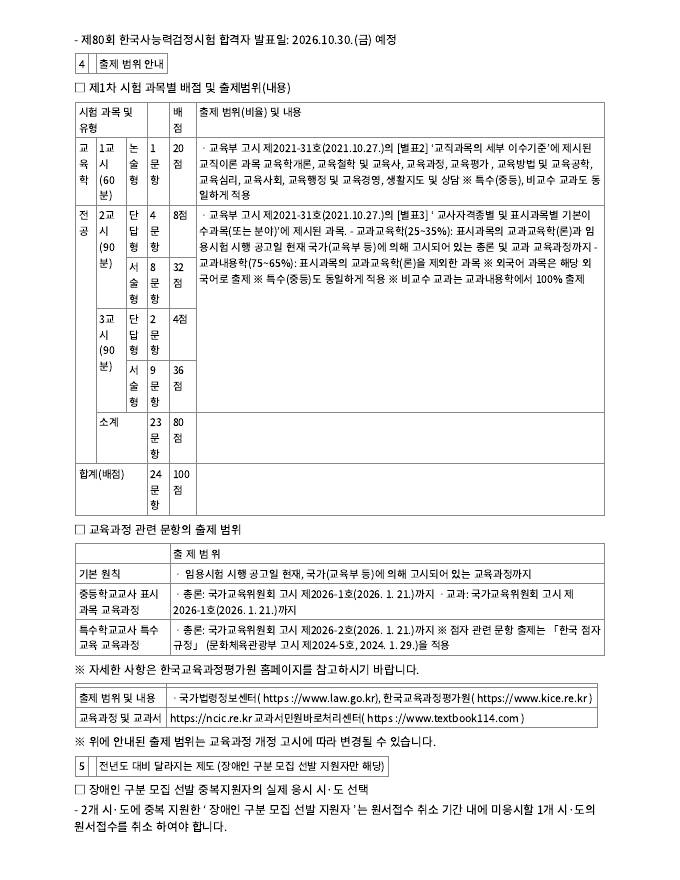 - 제80회 한국사능력검정시험 합격자 발표일: 2026.10.30.(금) 예정
4 출제 범위 안내
□ 제1차 시험 과목별 배점 및 출제범위(내용)
시험 과목 및 유형 배점 출제 범위(비율) 및 내용
교육학 1교시 (60분) 논술형 1문항 20점
· 교육부 고시 제2021-31호(2021.10.27.)의 [별표2] ‘교직과목의 세부 이수기준’에 제시된
교직이론 과목 교육학개론, 교육철학 및 교육사, 교육과정, 교육평가 , 교육방법 및 교육공학,
교육심리, 교육사회, 교육행정 및 교육경영, 생활지도 및 상담 ※ 특수(중등), 비교수 교과도 동
일하게 적용
전공 2교시 (90분) 단답형 4문항 8점
· 교육부 고시 제2021-31호(2021.10.27.)의 [별표3] ‘ 교사자격종별 및 표시과목별 기본이
수과목(또는 분야)’에 제시된 과목. - 교과교육학(25~35%): 표시과목의 교과교육학(론)과 임
용시험 시행 공고일 현재 국가(교육부 등)에 의해 고시되어 있는 총론 및 교과 교육과정까지 -
교과내용학(75~65%): 표시과목의 교과교육학(론)을 제외한 과목 ※ 외국어 과목은 해당 외
국어로 출제 ※ 특수(중등)도 동일하게 적용 ※ 비교수 교과는 교과내용학에서 100% 출제
서술형 8문항 32점
3교시 (90분) 단답형 2문항 4점
서술형 9문항 36점
소계 23문항 80점
합계(배점) 24문항 100점
□ 교육과정 관련 문항의 출제 범위
출 제 범 위
기본 원칙 · 임용시험 시행 공고일 현재, 국가(교육부 등)에 의해 고시되어 있는 교육과정까지
중등학교교사 표시
과목 교육과정
· 총론: 국가교육위원회 고시 제2026-1호(2026. 1. 21.)까지 · 교과: 국가교육위원회 고시 제
2026-1호(2026. 1. 21.)까지
특수학교교사 특수
교육 교육과정
· 총론: 국가교육위원회 고시 제2026-2호(2026. 1. 21.)까지 ※ 점자 관련 문항 출제는 「한국 점자
규정」 (문화체육관광부 고시 제2024-5호, 2024. 1. 29.)을 적용
※ 자세한 사항은 한국교육과정평가원 홈페이지를 참고하시기 바랍니다.
출제 범위 및 내용 · 국가법령정보센터( https ://www.law.go.kr), 한국교육과정평가원( https://www.kice.re.kr )
교육과정 및 교과서 https://ncic.re.kr 교과서민원바로처리센터( https ://www.textbook114.com )
※ 위에 안내된 출제 범위는 교육과정 개정 고시에 따라 변경될 수 있습니다.
5 전년도 대비 달라지는 제도 (장애인 구분 모집 선발 지원자만 해당)
□ 장애인 구분 모집 선발 중복지원자의 실제 응시 시·도 선택
- 2개 시·도에 중복 지원한 ‘ 장애인 구분 모집 선발 지원자 ’는 원서접수 취소 기간 내에 미응시할 1개 시·도의
원서접수를 취소 하여야 합니다.